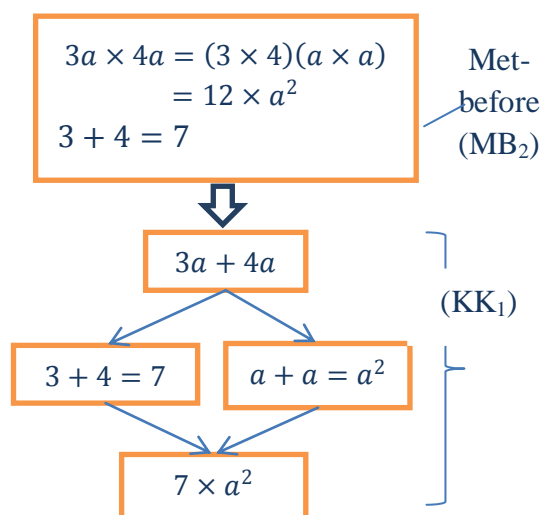 3a × 4a = (3 × 4)(a × a)
= 12 × a²
3 + 4 = 7
Met-
before
(MB₂)
3a + 4a
(KK₁)
3 + 4 = 7
a + a = a²
7 × a²